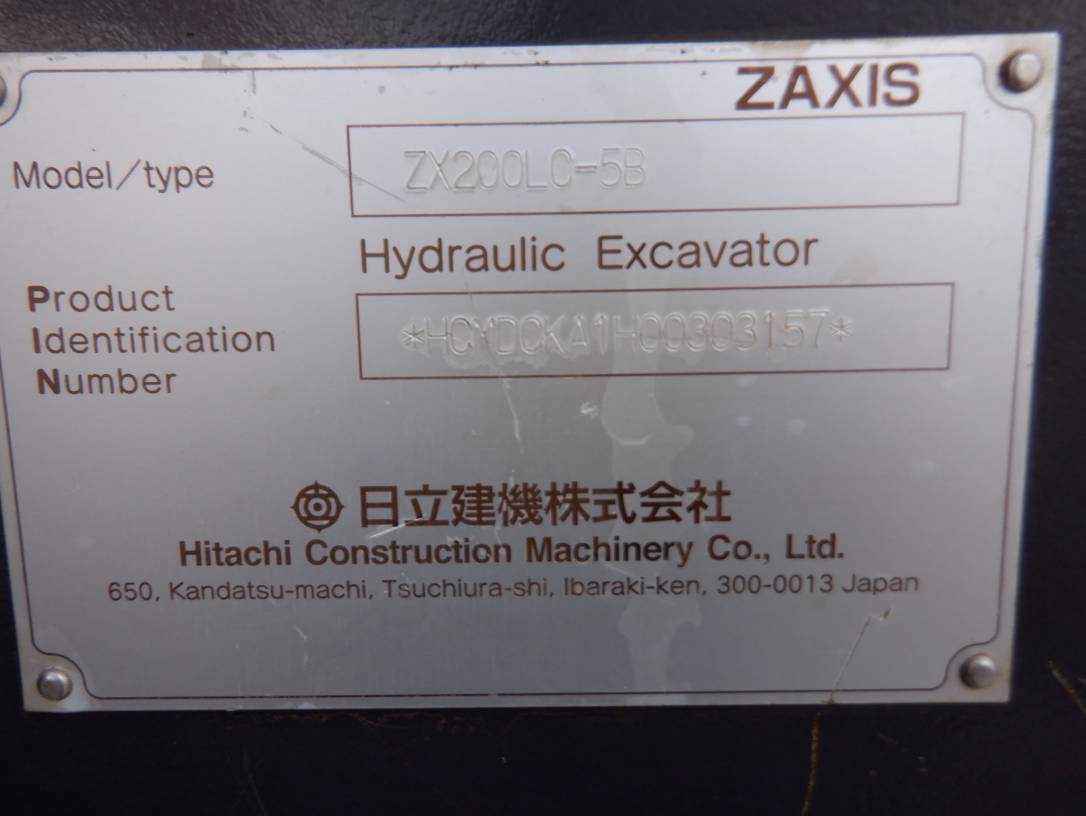 ZAXIS
Model/type
ZX200LC-5B
Hydraulic Excavator
Product
Identification
Number
*HCMDCKA1H00303157*
日立建機株式会社
Hitachi Construction Machinery Co., Ltd.
650, Kandatsu-machi, Tsuchiura-shi, Ibaraki-ken, 300-0013 Japan